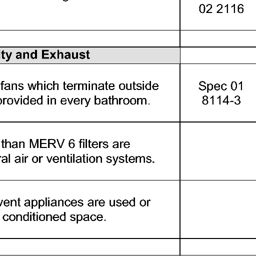 02 2116
ity and Exhaust
fans which terminate outside
provided in every bathroom.
Spec 01
8114-3
than MERV 6 filters are
ral air or ventilation systems.
vent appliances are used or
conditioned space.